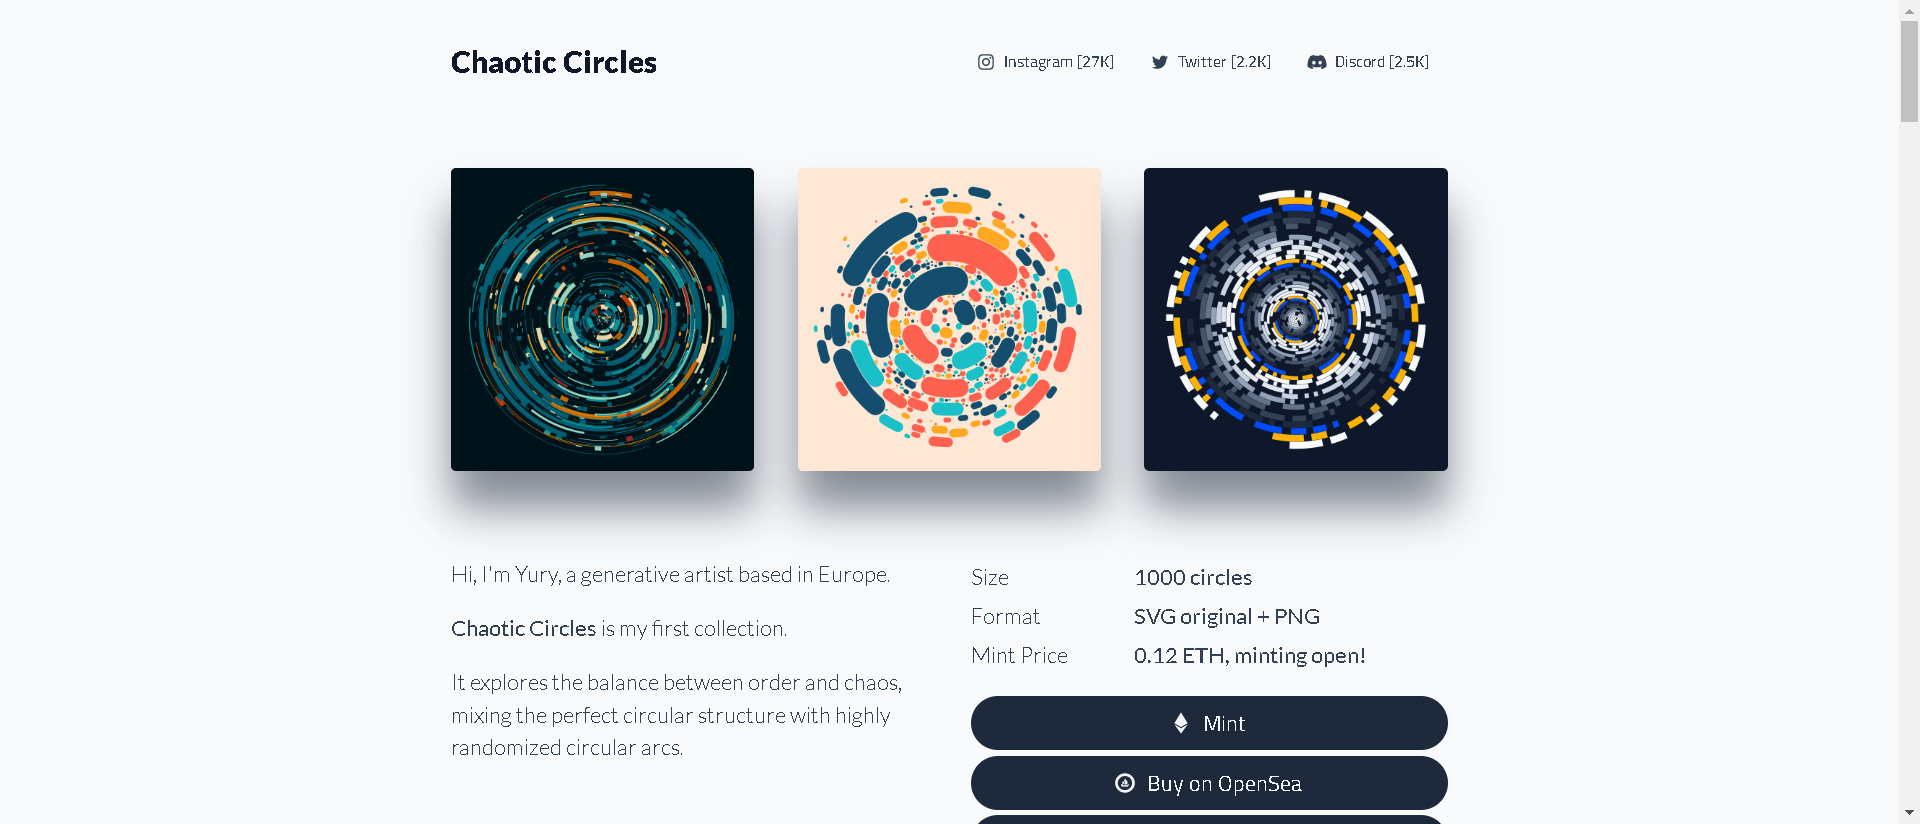 Chaotic Circles
Instagram [27K]
Twitter [2.2K]
Discord [2.5K]
Hi, I'm Yury, a generative artist based in Europe.
Chaotic Circles is my first collection.
It explores the balance between order and chaos,
mixing the perfect circular structure with highly
randomized circular arcs.
Size 1000 circles
Format SVG original + PNG
Mint Price 0.12 ETH, minting open!
Mint
Buy on OpenSea